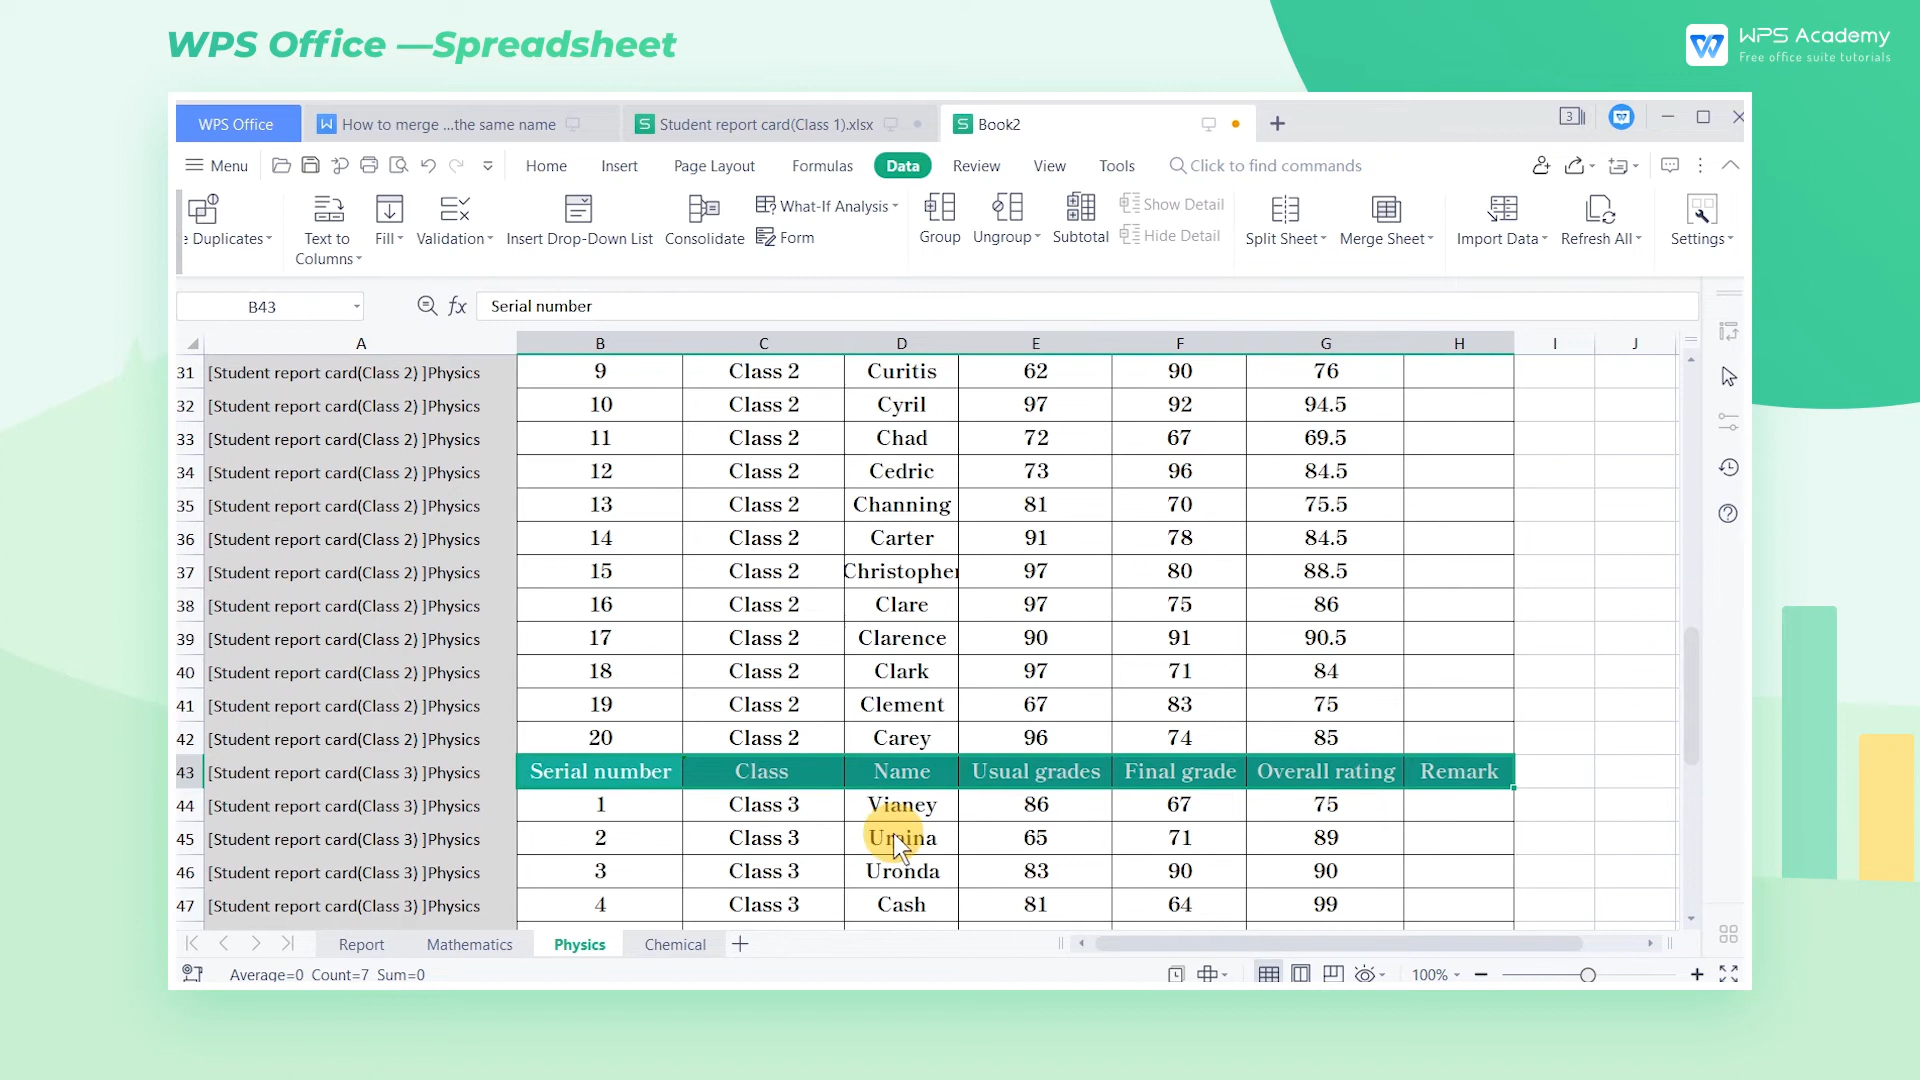 WPS Office —Spreadsheet
WPS Academy
Free office suite tutorials
WPS Office
How to merge ...the same name
Student report card(Class 1).xlsx
Book2
3
Menu
Home
Insert
Page Layout
Formulas
Data
Review
View
Tools
Click to find commands
e Duplicates
Text to
Columns
Fill
Validation
Insert Drop-Down List
Consolidate
What-If Analysis
Form
Group
Ungroup
Subtotal
Show Detail
Hide Detail
Split Sheet
Merge Sheet
Import Data
Refresh All
Settings
B43
fx
Serial number
A B C D E F G H I J
31 [Student report card(Class 2) ]Physics 9 Class 2 Curitis 62 90 76
32 [Student report card(Class 2) ]Physics 10 Class 2 Cyril 97 92 94.5
33 [Student report card(Class 2) ]Physics 11 Class 2 Chad 72 67 69.5
34 [Student report card(Class 2) ]Physics 12 Class 2 Cedric 73 96 84.5
35 [Student report card(Class 2) ]Physics 13 Class 2 Channing 81 70 75.5
36 [Student report card(Class 2) ]Physics 14 Class 2 Carter 91 78 84.5
37 [Student report card(Class 2) ]Physics 15 Class 2 Christopher 97 80 88.5
38 [Student report card(Class 2) ]Physics 16 Class 2 Clare 97 75 86
39 [Student report card(Class 2) ]Physics 17 Class 2 Clarence 90 91 90.5
40 [Student report card(Class 2) ]Physics 18 Class 2 Clark 97 71 84
41 [Student report card(Class 2) ]Physics 19 Class 2 Clement 67 83 75
42 [Student report card(Class 2) ]Physics 20 Class 2 Carey 96 74 85
43 [Student report card(Class 3) ]Physics Serial number Class Name Usual grades Final grade Overall rating Remark
44 [Student report card(Class 3) ]Physics 1 Class 3 Vianey 86 67 75
45 [Student report card(Class 3) ]Physics 2 Class 3 65 71 89
46 [Student report card(Class 3) ]Physics 3 Class 3 Uronda 83 90 90
47 [Student report card(Class 3) ]Physics 4 Class 3 Cash 81 64 99
Report
Mathematics
Physics
Chemical
Average=0 Count=7 Sum=0
100%